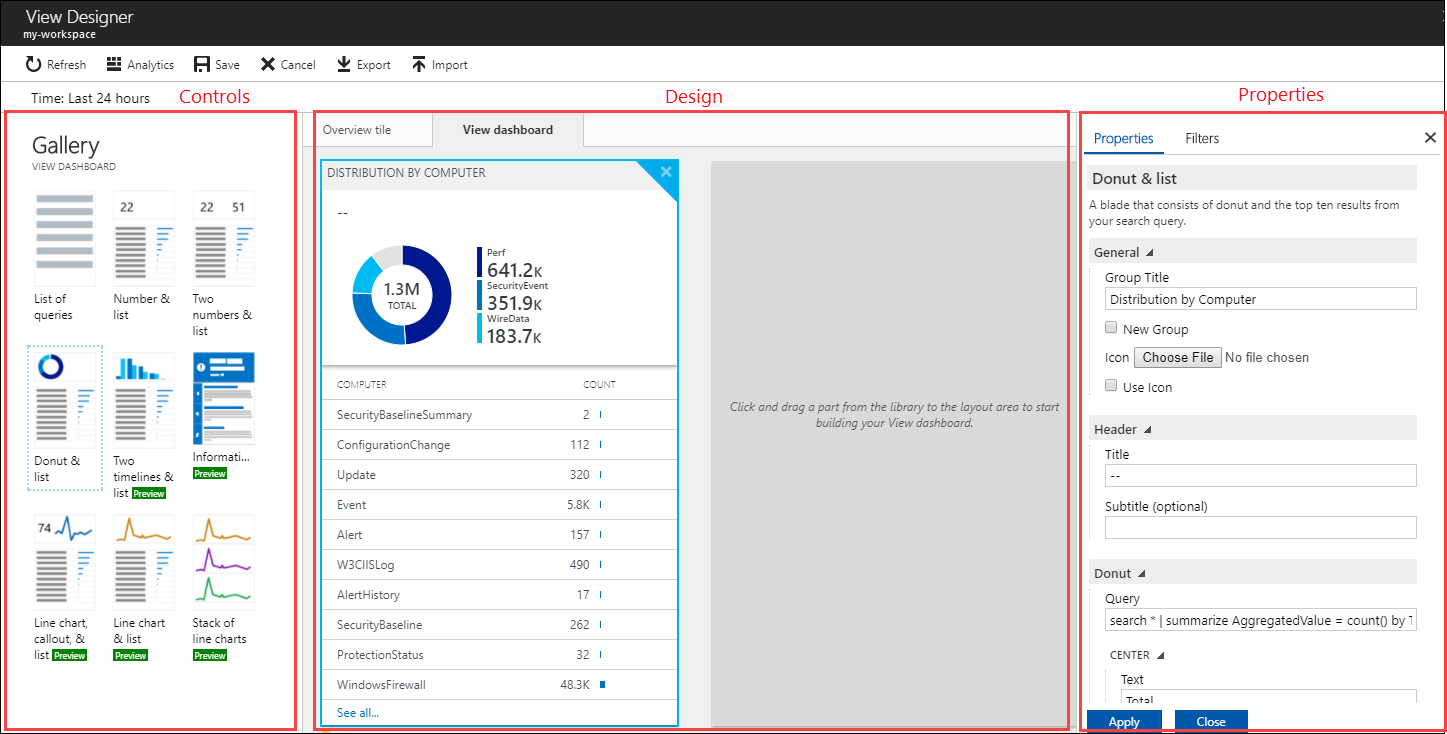 View Designer
my-workspace
Refresh Analytics Save Cancel Export Import
Time: Last 24 hours
Controls
Design
Properties
Gallery
VIEW DASHBOARD
List of
queries
22
Number &
list
22 51
Two
numbers &
list
Donut &
list
Two
timelines &
list Preview
Informati...
Preview
74
Line chart,
callout, &
list Preview
Line chart
& list
Preview
Stack of
line charts
Preview
Overview tile View dashboard
DISTRIBUTION BY COMPUTER
--
1.3M
TOTAL
Perf
641.2K
SecurityEvent
351.9K
WireData
183.7K
COMPUTER COUNT
SecurityBaselineSummary 2
ConfigurationChange 112
Update 320
Event 5.8K
Alert 157
W3CIISLog 490
AlertHistory 17
SecurityBaseline 262
ProtectionStatus 32
WindowsFirewall 48.3K
See all...
Click and drag a part from the library to the layout area to start
building your View dashboard.
Properties Filters
Donut & list
A blade that consists of donut and the top ten results from
your search query.
General
Group Title
Distribution by Computer
New Group
Icon Choose File No file chosen
Use Icon
Header
Title
--
Subtitle (optional)
Donut
Query
search * | summarize AggregatedValue = count() by T
CENTER
Text
Total
Apply Close